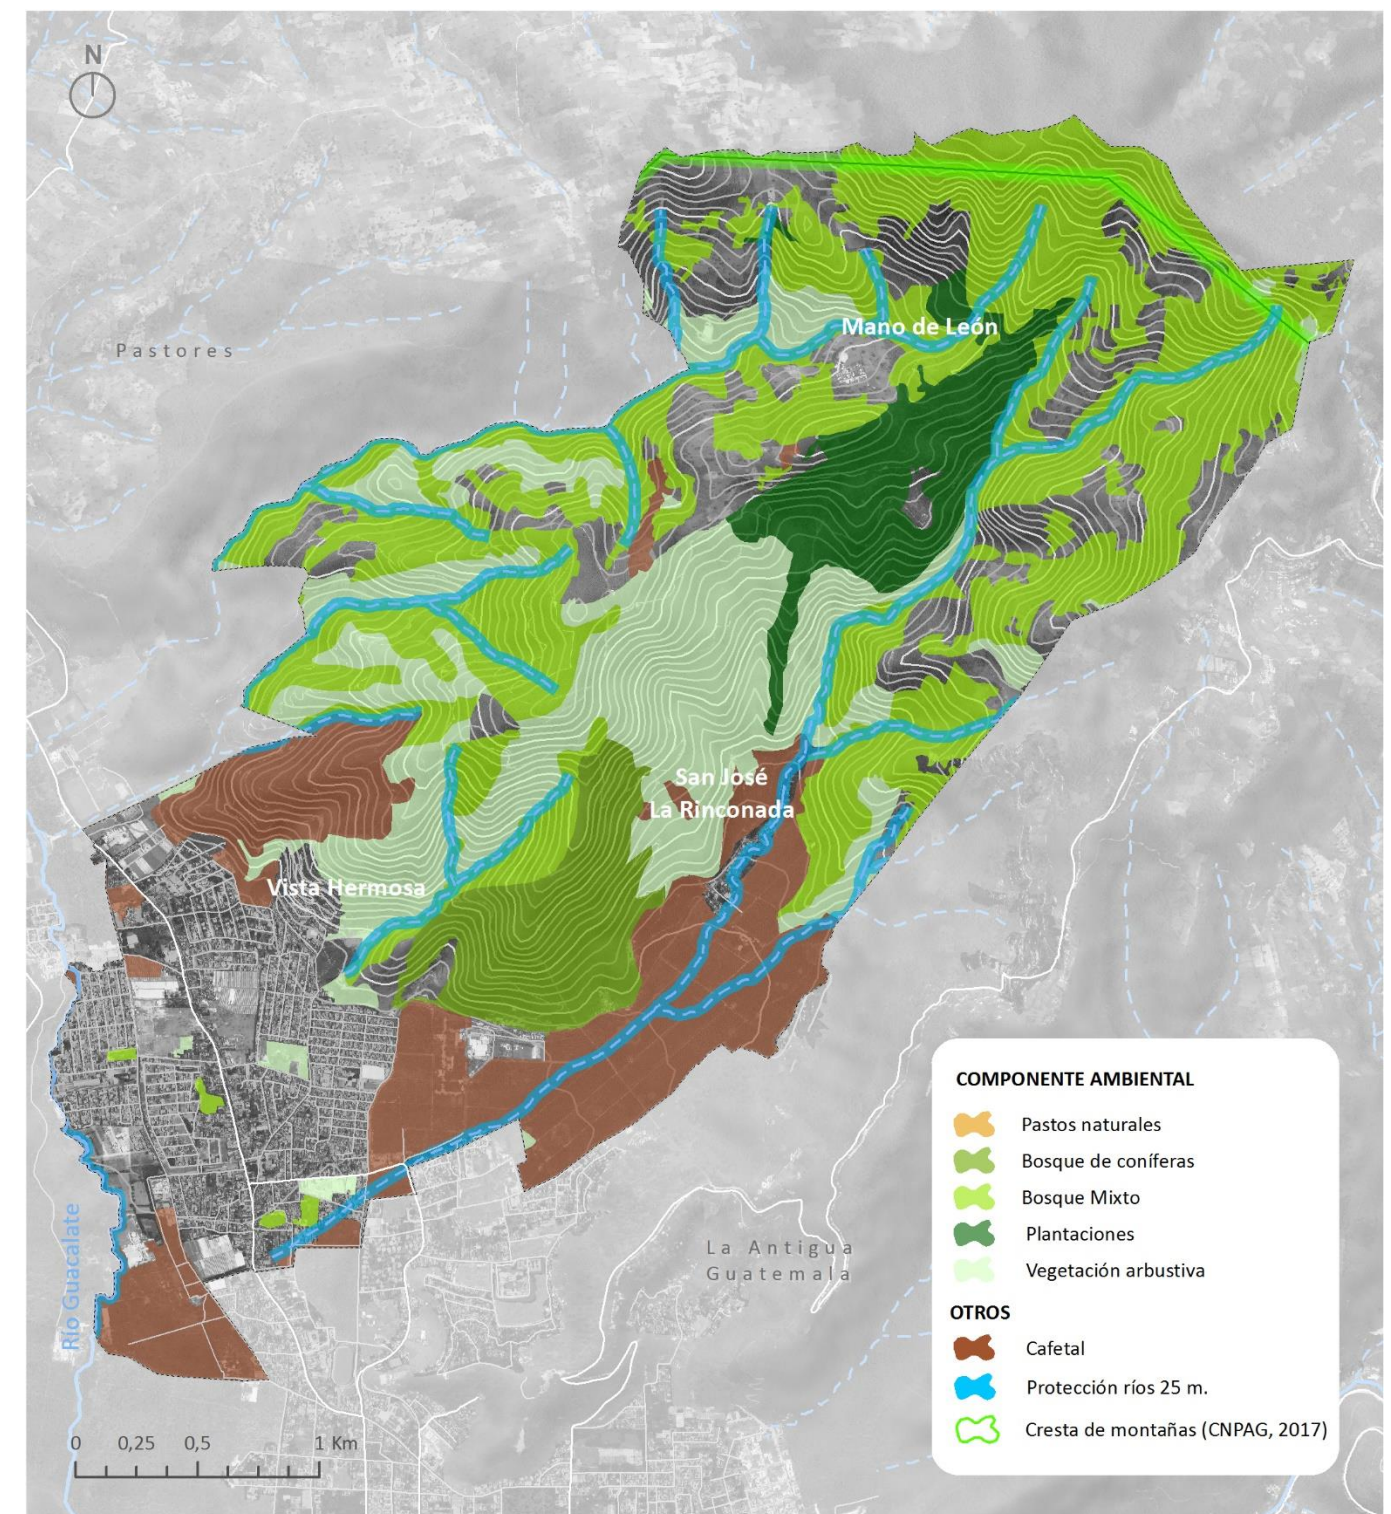 N
Pastores
Mano de León
San José
La Rinconada
Vista Hermosa
Río Guacalate
La Antigua
Guatemala
COMPONENTE AMBIENTAL
Pastos naturales
Bosque de coníferas
Bosque Mixto
Plantaciones
Vegetación arbustiva
OTROS
Cafetal
Protección ríos 25 m.
Cresta de montañas (CNPAG, 2017)
0 0,25 0,5 1 Km